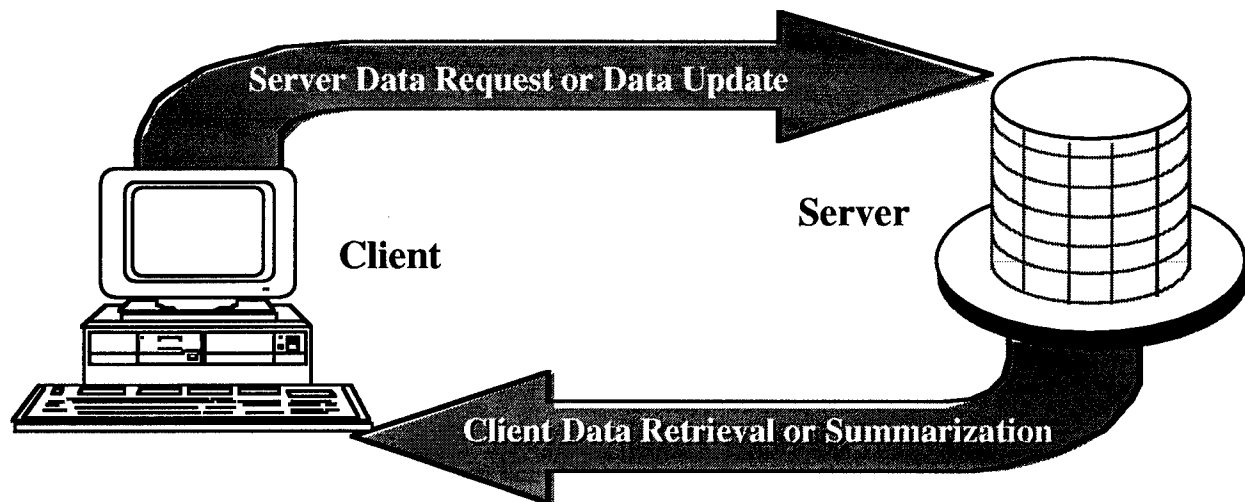 Server Data Request or Data Update
Server
Client
Client Data Retrieval or Summarization